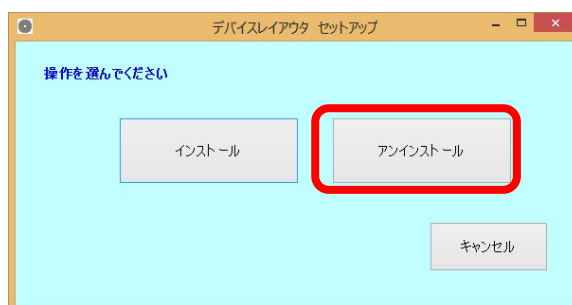 デバイスレイアウタ セットアップ
操作を選んでください
インストール
アンインストール
キャンセル